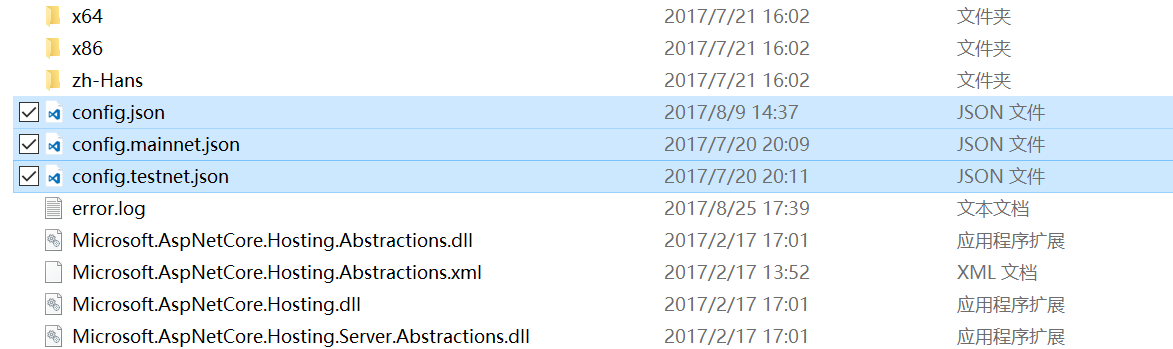 x64 2017/7/21 16:02 文件夹
x86 2017/7/21 16:02 文件夹
zh-Hans 2017/7/21 16:02 文件夹
config.json 2017/8/9 14:37 JSON 文件
config.mainnet.json 2017/7/20 20:09 JSON 文件
config.testnet.json 2017/7/20 20:11 JSON 文件
error.log 2017/8/25 17:39 文本文档
Microsoft.AspNetCore.Hosting.Abstractions.dll 2017/2/17 17:01 应用程序扩展
Microsoft.AspNetCore.Hosting.Abstractions.xml 2017/2/17 13:52 XML 文档
Microsoft.AspNetCore.Hosting.dll 2017/2/17 17:01 应用程序扩展
Microsoft.AspNetCore.Hosting.Server.Abstractions.dll 2017/2/17 17:01 应用程序扩展